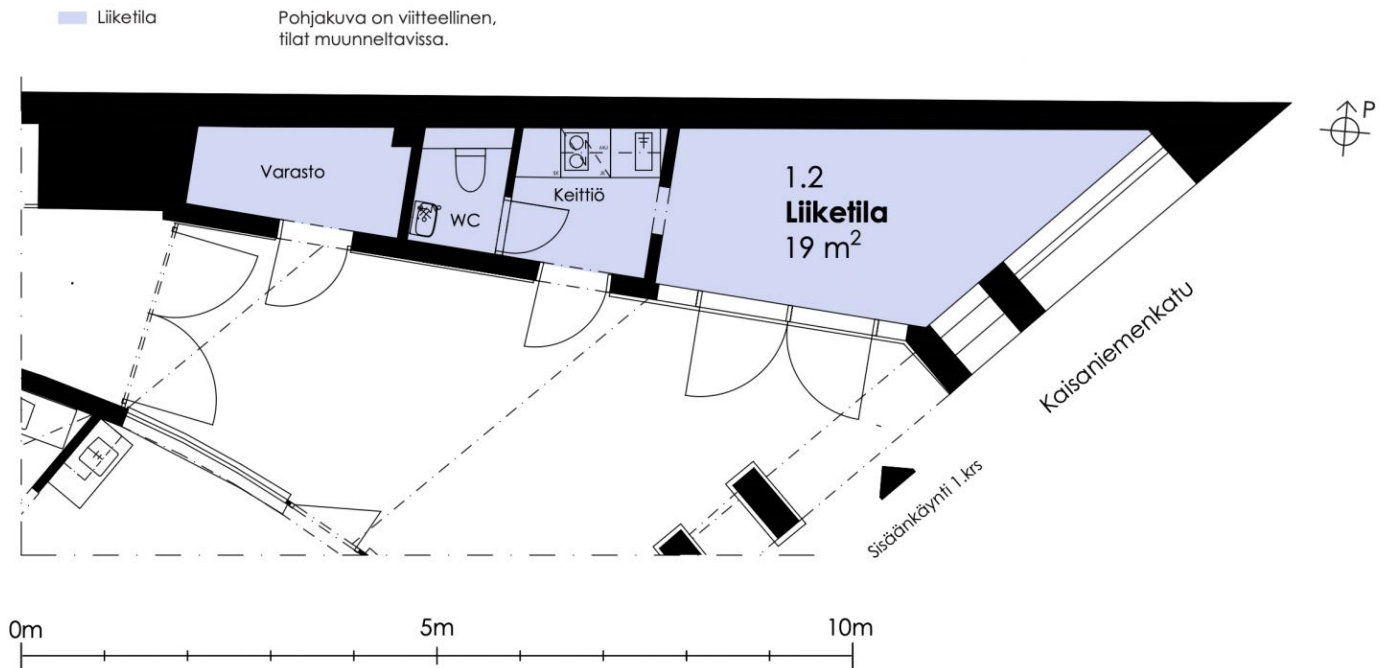 Liiketila
Pohjakuva on viitteellinen,
tilat muunneltavissa.
P
Varasto
WC
Keittiö
1.2
Liiketila
19 m²
Kaisaniemenkatu
Sisäänkäynti 1.krs
0m
5m
10m